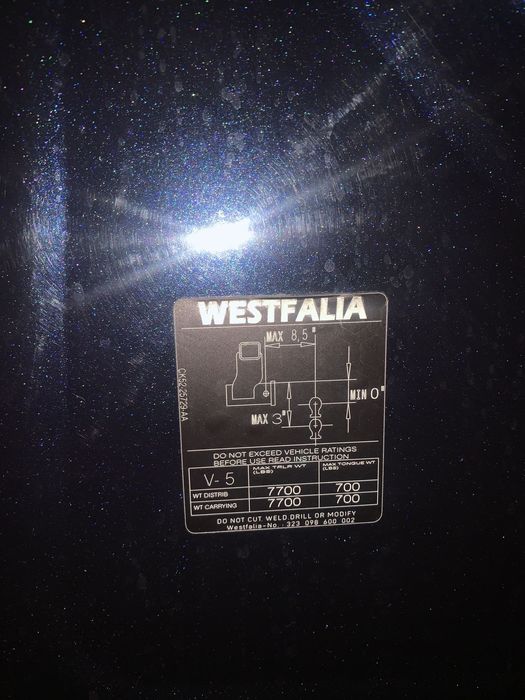 WESTFALIA
MAX 8,5"
MIN 0"
MAX 3"
CK52-25729-AA
DO NOT EXCEED VEHICLE RATINGS
BEFORE USE READ INSTRUCTION
V-5 MAX TRLR WT (LBS) MAX TONGUE WT (LBS)
WT DISTRIB 7700 700
WT CARRYING 7700 700
DO NOT CUT, WELD, DRILL OR MODIFY
Westfalia-No.: 323 098 600 002